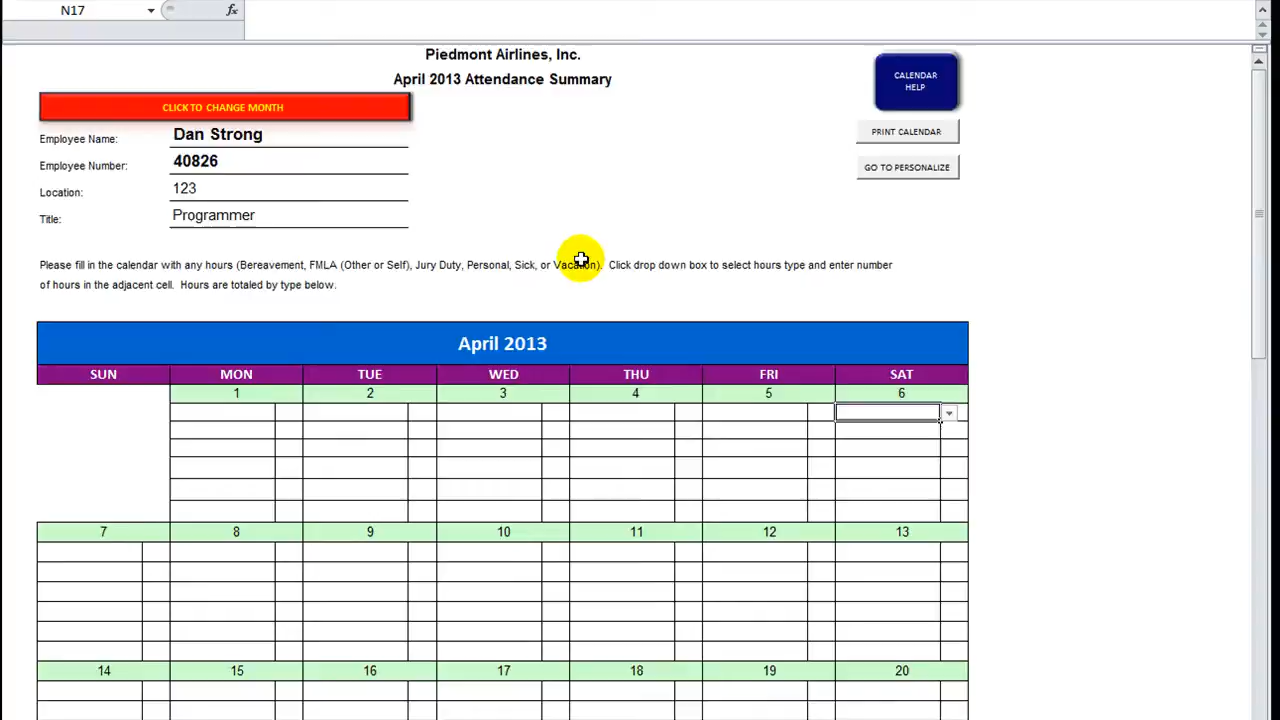 N17
fx
Piedmont Airlines, Inc.
April 2013 Attendance Summary
CALENDAR
HELP
CLICK TO CHANGE MONTH
PRINT CALENDAR
GO TO PERSONALIZE
Employee Name: Dan Strong
Employee Number: 40826
Location: 123
Title: Programmer
Please fill in the calendar with any hours (Bereavement, FMLA (Other or Self), Jury Duty, Personal, Sick, or Vacation). Click drop down box to select hours type and enter number
of hours in the adjacent cell. Hours are totaled by type below.
April 2013
SUN MON TUE WED THU FRI SAT
1 2 3 4 5 6
7 8 9 10 11 12 13
14 15 16 17 18 19 20